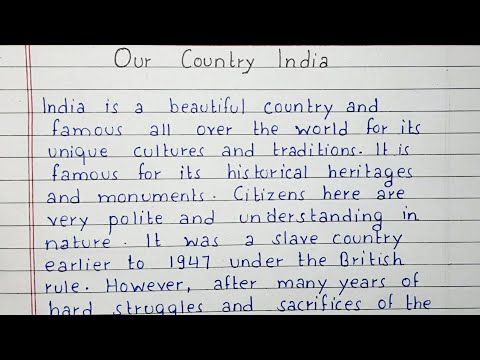 Our Country India
India is a beautiful country and
famous all over the world for its
unique cultures and traditions. It is
famous for its historical heritages
and monuments. Citizens here are
very polite and understanding in
nature. It was a slave country
earlier to 1947 under the British
rule. However, after many years of
hard struggles and sacrifices of the